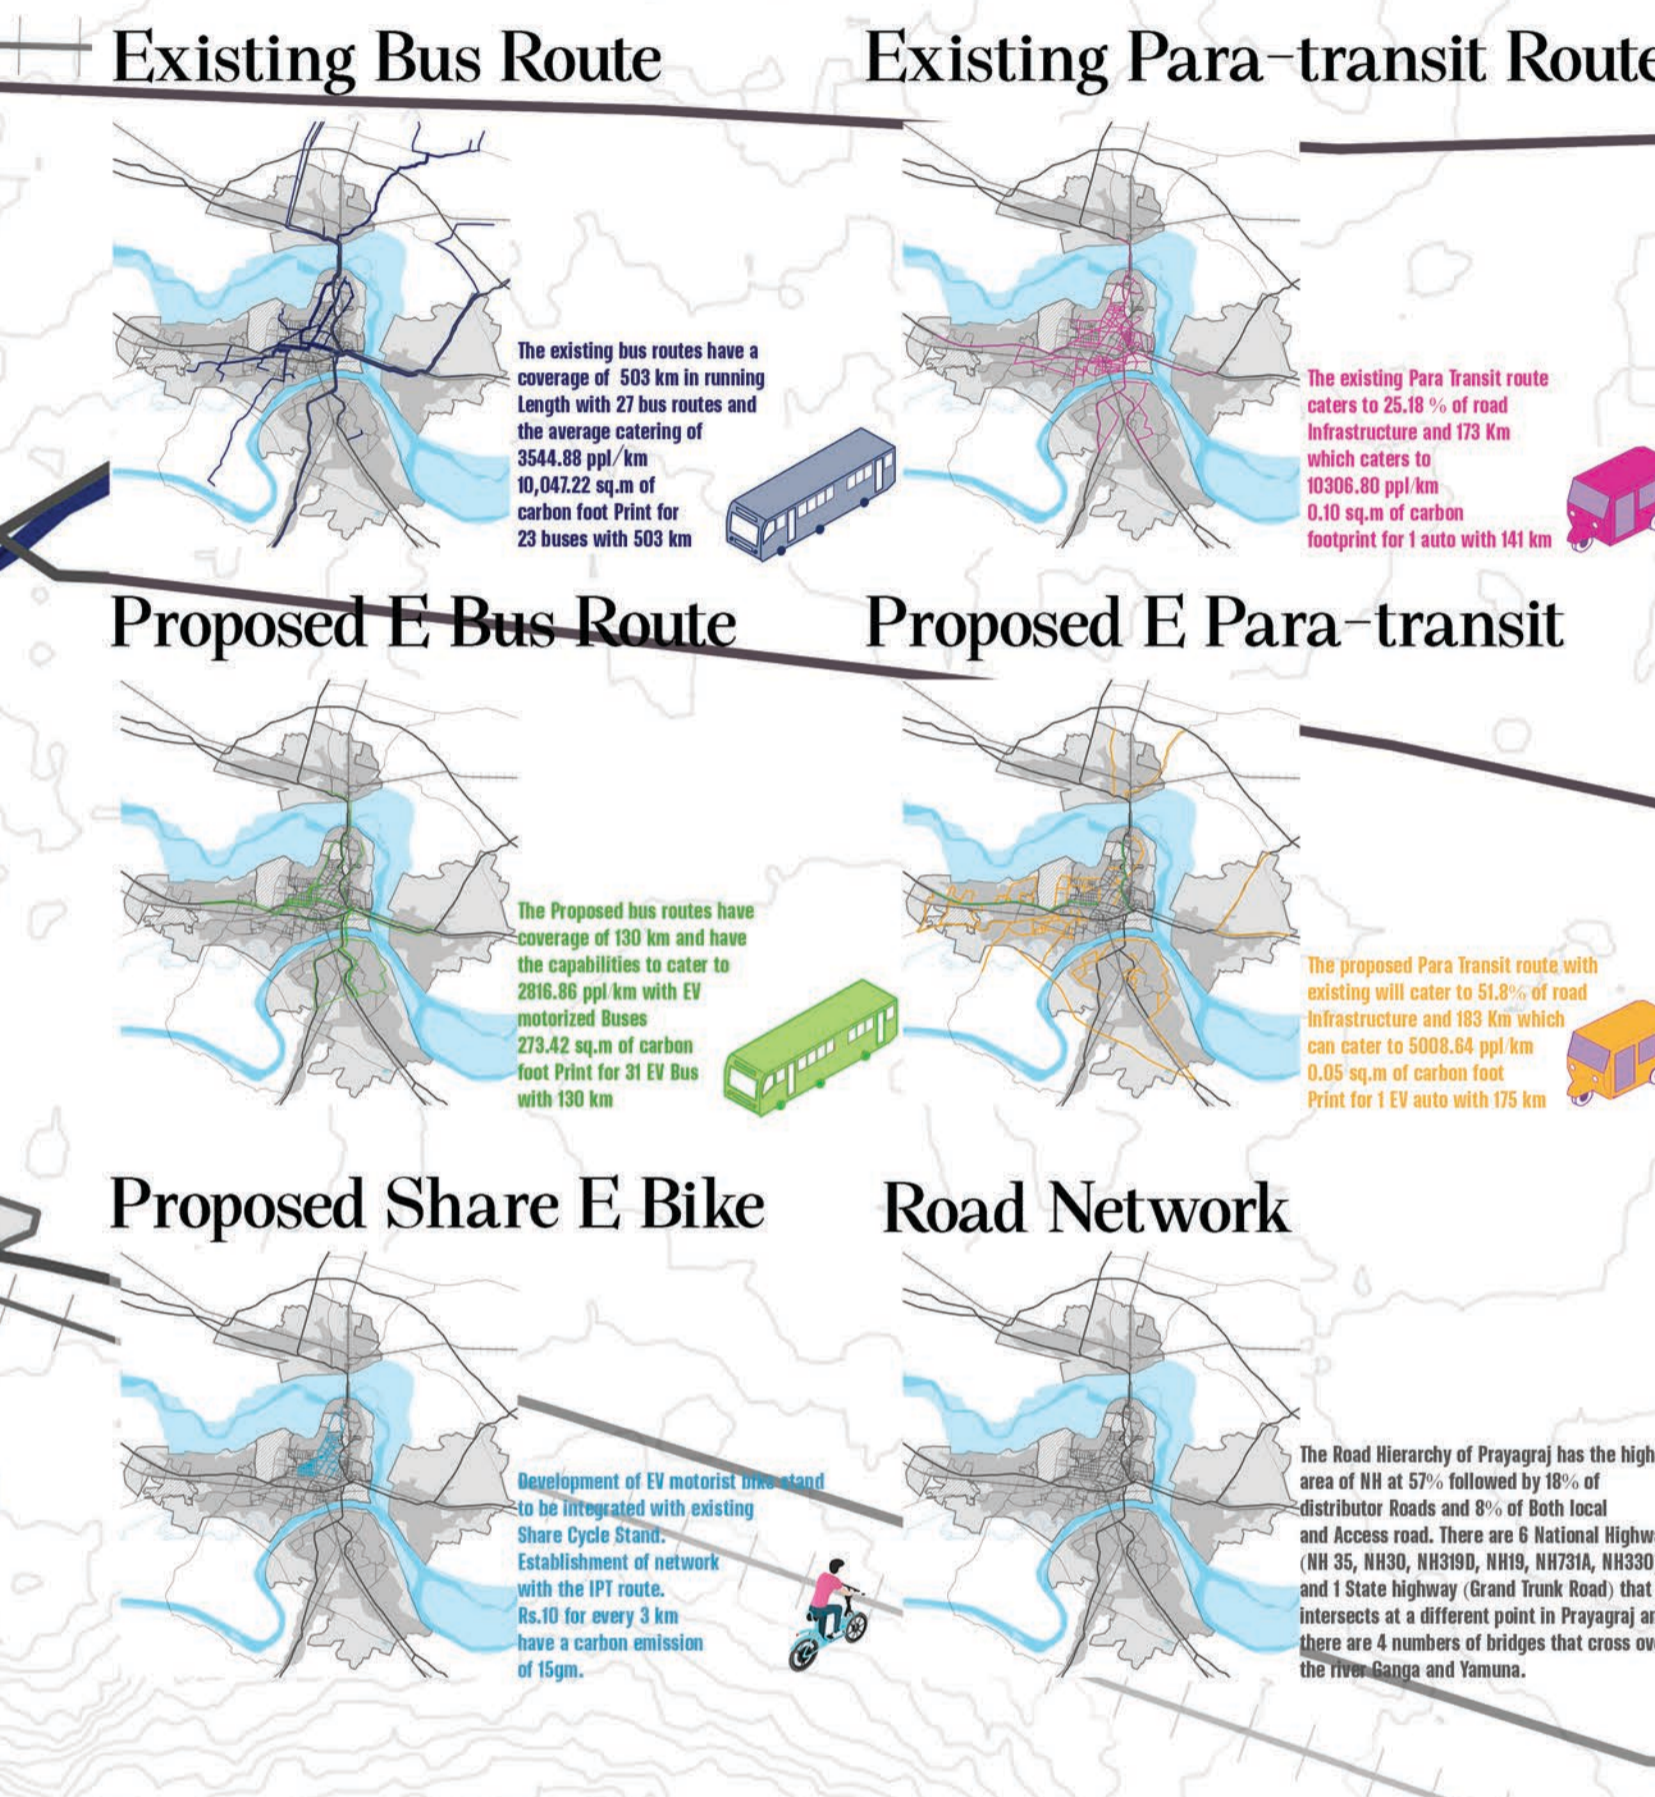 Existing Bus Route
The existing bus routes have a
coverage of 503 km in running
Length with 27 bus routes and
the average catering of
3544.88 ppl/km
10,047.22 sq.m of
carbon foot Print for
23 buses with 503 km
Existing Para-transit Route
The existing Para Transit route
caters to 25.18 % of road
Infrastructure and 173 Km
which caters to
10306.80 ppl/km
0.10 sq.m of carbon
footprint for 1 auto with 141 km
Proposed E Bus Route
The Proposed bus routes have
coverage of 130 km and have
the capabilities to cater to
2816.86 ppl/km with EV
motorized Buses
273.42 sq.m of carbon
foot Print for 31 EV Bus
with 130 km
Proposed E Para-transit
The proposed Para Transit route with
existing will cater to 51.8% of road
Infrastructure and 183 Km which
can cater to 5008.64 ppl/km
0.05 sq.m of carbon foot
Print for 1 EV auto with 175 km
Proposed Share E Bike
Development of EV motorist bike stand
to be integrated with existing
Share Cycle Stand.
Establishment of network
with the IPT route.
Rs.10 for every 3 km
have a carbon emission
of 15gm.
Road Network
The Road Hierarchy of Prayagraj has the high
area of NH at 57% followed by 18% of
distributor Roads and 8% of Both local
and Access road. There are 6 National Highw
(NH 35, NH30, NH319D, NH19, NH731A, NH330
and 1 State highway (Grand Trunk Road) that
intersects at a different point in Prayagraj an
there are 4 numbers of bridges that cross ov
the river Ganga and Yamuna.